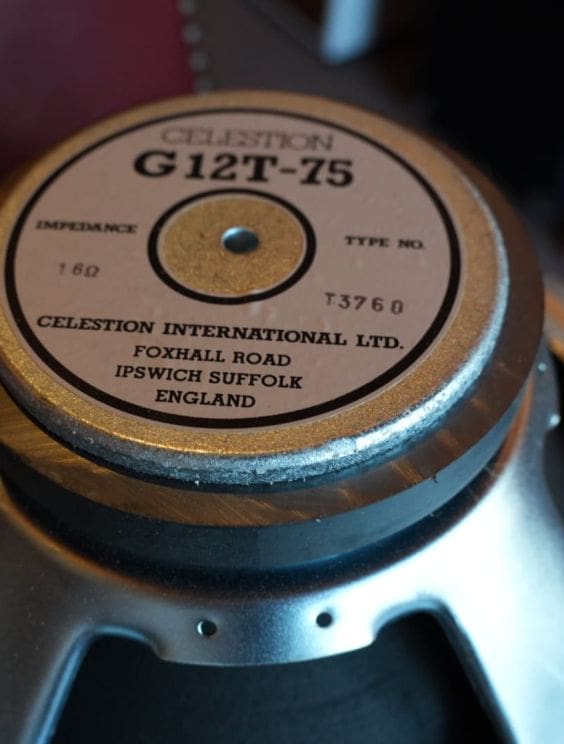 CELESTION
G12T-75
IMPEDANCE
TYPE NO.
16Ω
T3760
CELESTION INTERNATIONAL LTD.
FOXHALL ROAD
IPSWICH SUFFOLK
ENGLAND